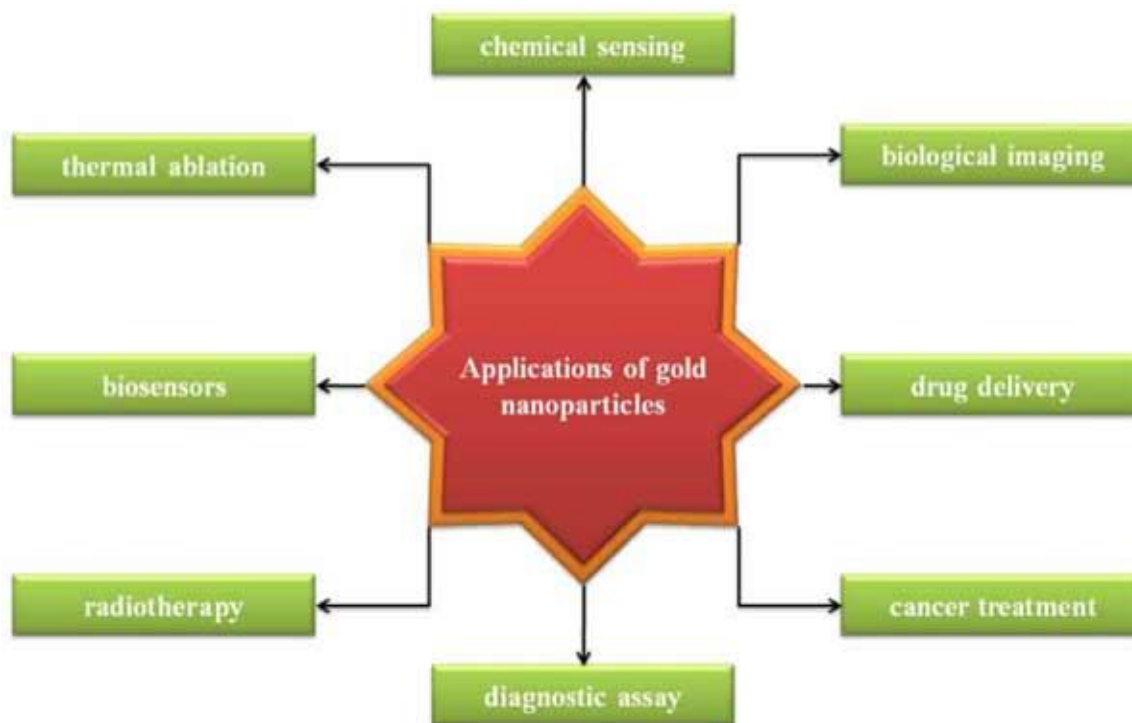 chemical sensing
thermal ablation
biological imaging
Applications of gold
nanoparticles
biosensors
drug delivery
radiotherapy
cancer treatment
diagnostic assay